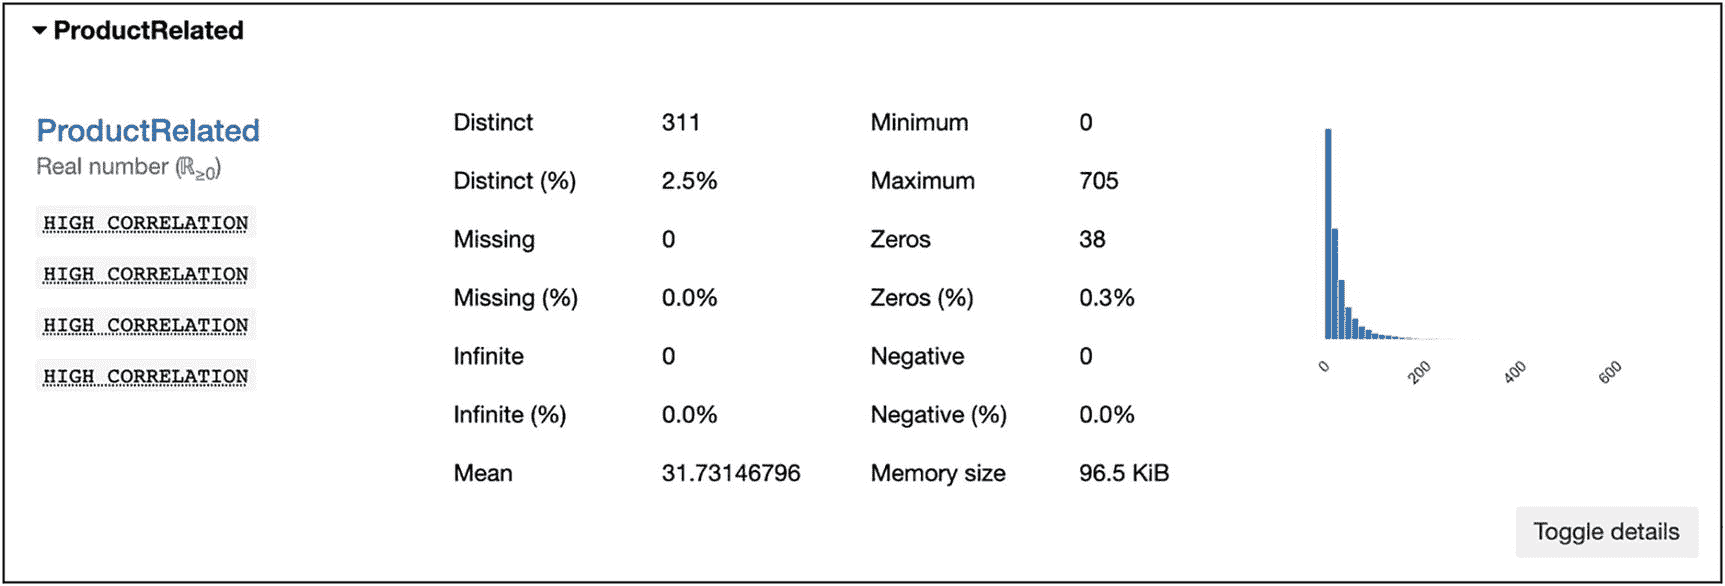 ProductRelated
ProductRelated
Real number (ℝ≥0)
HIGH CORRELATION
HIGH CORRELATION
HIGH CORRELATION
HIGH CORRELATION
Distinct 311
Distinct (%) 2.5%
Missing 0
Missing (%) 0.0%
Infinite 0
Infinite (%) 0.0%
Mean 31.73146796
Minimum 0
Maximum 705
Zeros 38
Zeros (%) 0.3%
Negative 0
Negative (%) 0.0%
Memory size 96.5 KiB
0 200 400 600
Toggle details